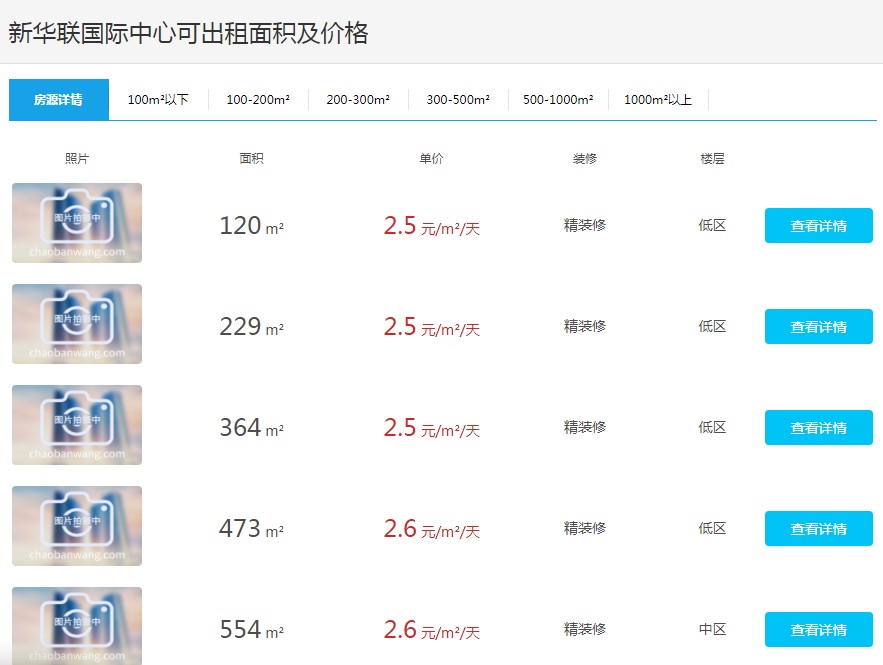 新华联国际中心可出租面积及价格
房源详情 100m²以下 100-200m² 200-300m² 300-500m² 500-1000m² 1000m²以上
照片 面积 单价 装修 楼层
图片拍摄中
chaobanwang.com
120 m² 2.5 元/m²/天 精装修 低区 查看详情
图片拍摄中
chaobanwang.com
229 m² 2.5 元/m²/天 精装修 低区 查看详情
图片拍摄中
chaobanwang.com
364 m² 2.5 元/m²/天 精装修 低区 查看详情
图片拍摄中
chaobanwang.com
473 m² 2.6 元/m²/天 精装修 低区 查看详情
图片拍摄中
chaobanwang.com
554 m² 2.6 元/m²/天 精装修 中区 查看详情